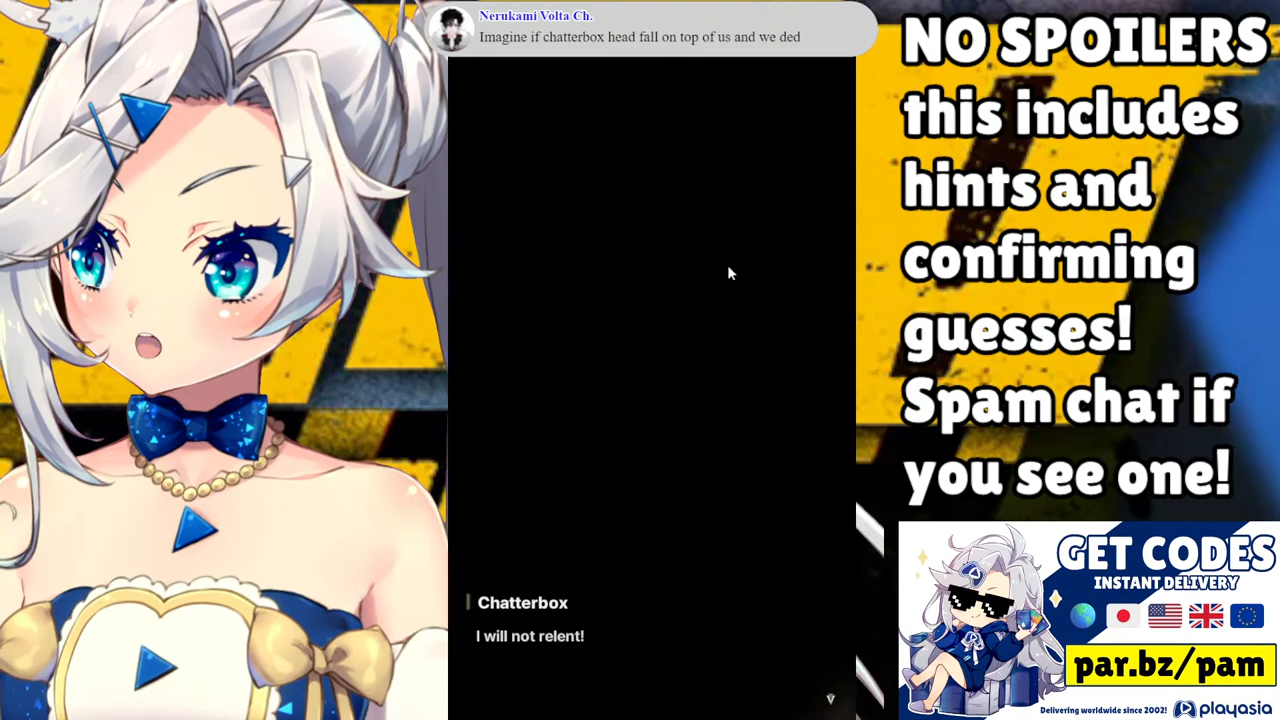 Nerukami Volta Ch.
Imagine if chatterbox head fall on top of us and we ded
NO SPOILERS
this includes
hints and
confirming
guesses!
Spam chat if
you see one!
Chatterbox
I will not relent!
GET CODES
INSTANT DELIVERY
par.bz/pam
Delivering worldwide since 2002!
playasia